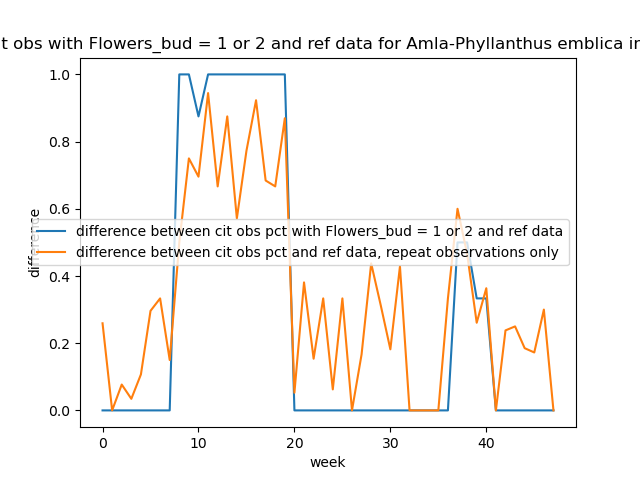 t obs with Flowers_bud = 1 or 2 and ref data for Amla-Phyllanthus emblica in
1.0
0.8
0.6
0.4
0.2
0.0
difference
difference between cit obs pct with Flowers_bud = 1 or 2 and ref data
difference between cit obs pct and ref data, repeat observations only
0 10 20 30 40
week